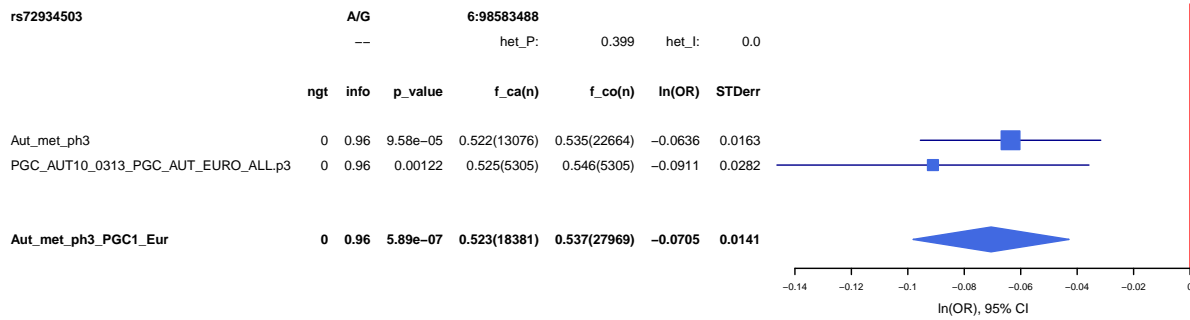 rs72934503 A/G 6:98583488
−− het_P: 0.399 het_I: 0.0
ngt info p_value f_ca(n) f_co(n) ln(OR) STDerr
Aut_met_ph3 0 0.96 9.58e−05 0.522(13076) 0.535(22664) −0.0636 0.0163
PGC_AUT10_0313_PGC_AUT_EURO_ALL.p3 0 0.96 0.00122 0.525(5305) 0.546(5305) −0.0911 0.0282
Aut_met_ph3_PGC1_Eur 0 0.96 5.89e−07 0.523(18381) 0.537(27969) −0.0705 0.0141
−0.14 −0.12 −0.1 −0.08 −0.06 −0.04 −0.02 0
ln(OR), 95% CI